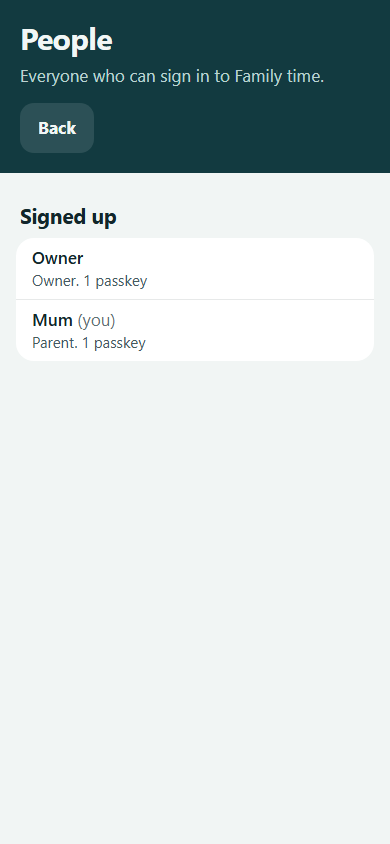 People
Everyone who can sign in to Family time.
Back
Signed up
Owner
Owner. 1 passkey
Mum (you)
Parent. 1 passkey